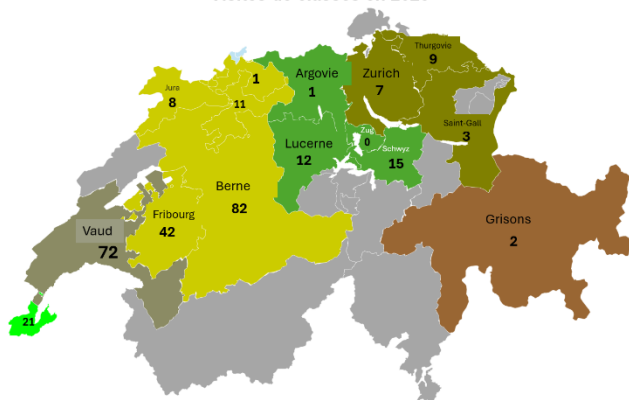 Thurgovie
9
Argovie
1
Zurich
7
1
Jura
8
11
Saint-Gall
3
Zug
0
Lucerne
12
Schwyz
15
Berne
82
Fribourg
42
Vaud
72
Grisons
2
21